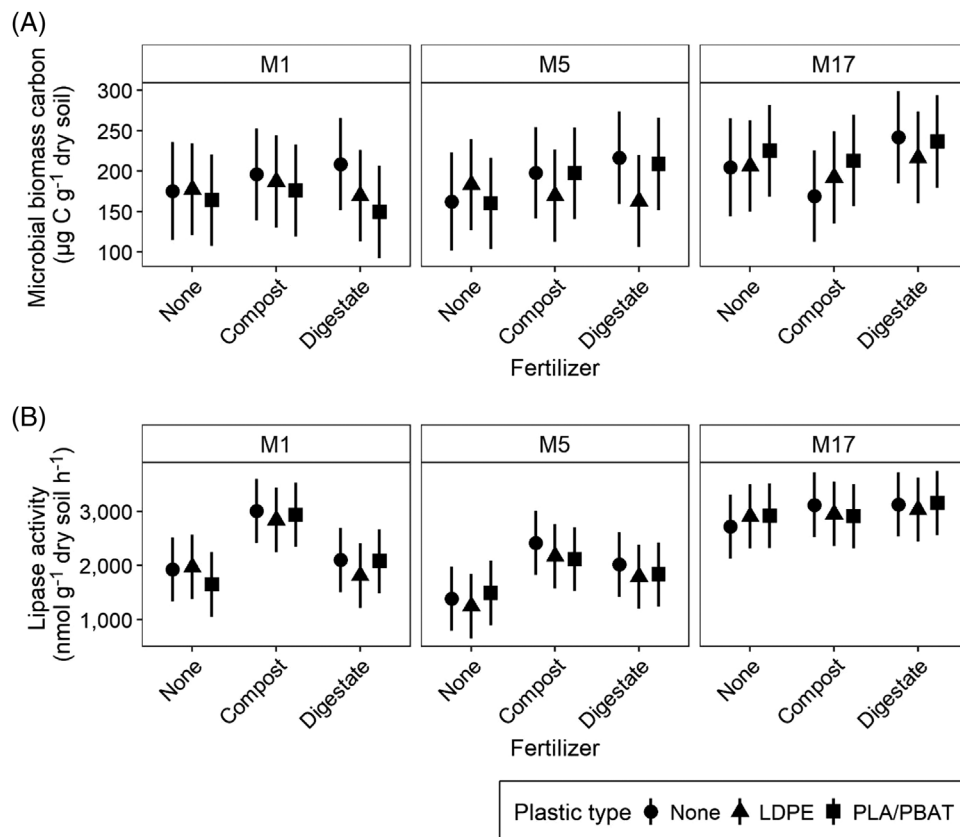 (A)
M1 M5 M17
Microbial biomass carbon
(µg C g⁻¹ dry soil)
300
250
200
150
100
None Compost Digestate None Compost Digestate None Compost Digestate
Fertilizer
(B)
M1 M5 M17
Lipase activity
(nmol g⁻¹ dry soil h⁻¹)
3,000
2,000
1,000
None Compost Digestate None Compost Digestate None Compost Digestate
Fertilizer
Plastic type None LDPE PLA/PBAT